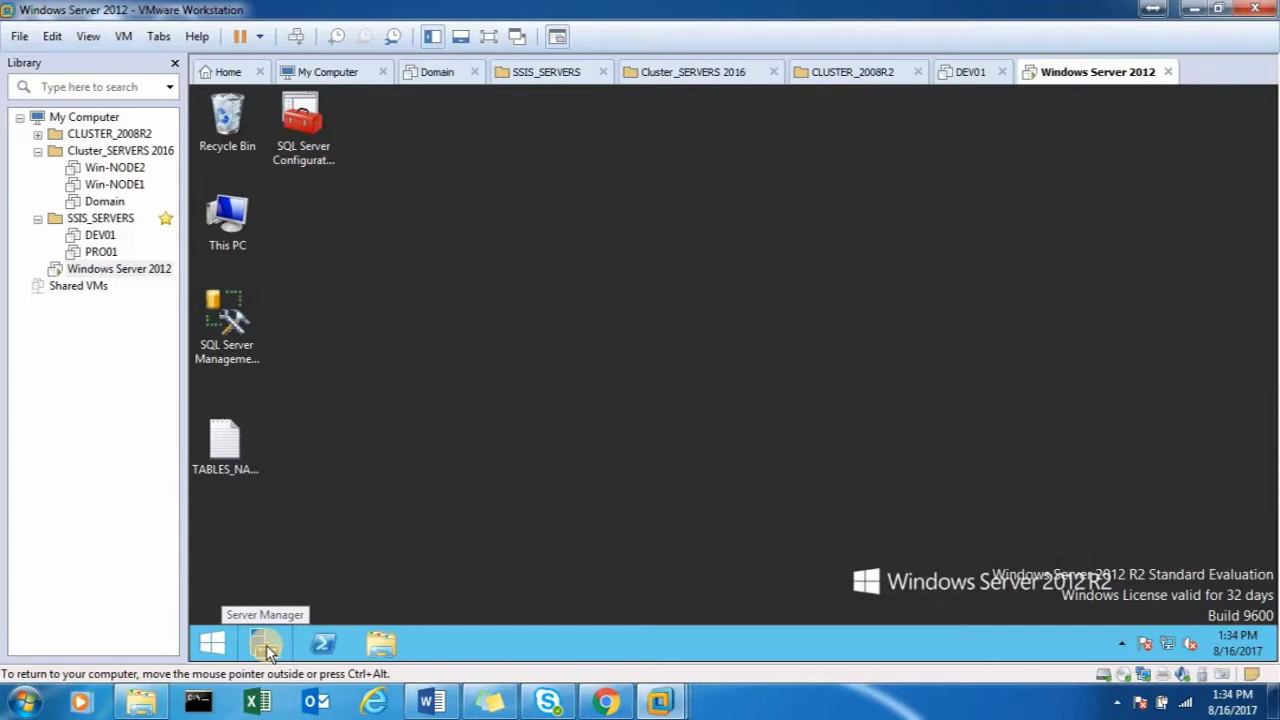 Windows Server 2012 - VMware Workstation
File Edit View VM Tabs Help
Library
Type here to search
Home
My Computer
Domain
SSIS_SERVERS
Cluster_SERVERS 2016
CLUSTER_2008R2
DEV01
Windows Server 2012
My Computer
CLUSTER_2008R2
Cluster_SERVERS 2016
Win-NODE2
Win-NODE1
Domain
SSIS_SERVERS
DEV01
PRO01
Windows Server 2012
Shared VMs
Recycle Bin
SQL Server
Configurat...
This PC
SQL Server
Manageme...
TABLES_NA...
Windows Server 2012 R2
Windows Server 2012 R2 Standard Evaluation
Windows License valid for 32 days
Build 9600
Server Manager
1:34 PM
8/16/2017
To return to your computer, move the mouse pointer outside or press Ctrl+Alt.
1:34 PM
8/16/2017